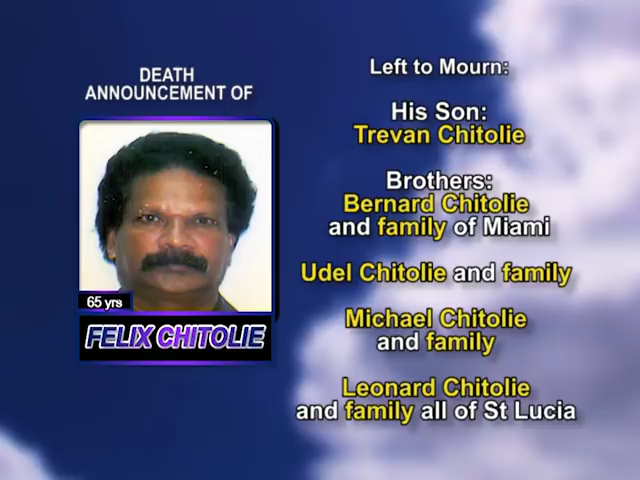 DEATH
ANNOUNCEMENT OF
65 yrs
FELIX CHITOLIE
Left to Mourn:
His Son:
Trevan Chitolie
Brothers:
Bernard Chitolie
and family of Miami
Udel Chitolie and family
Michael Chitolie
and family
Leonard Chitolie
and family all of St Lucia